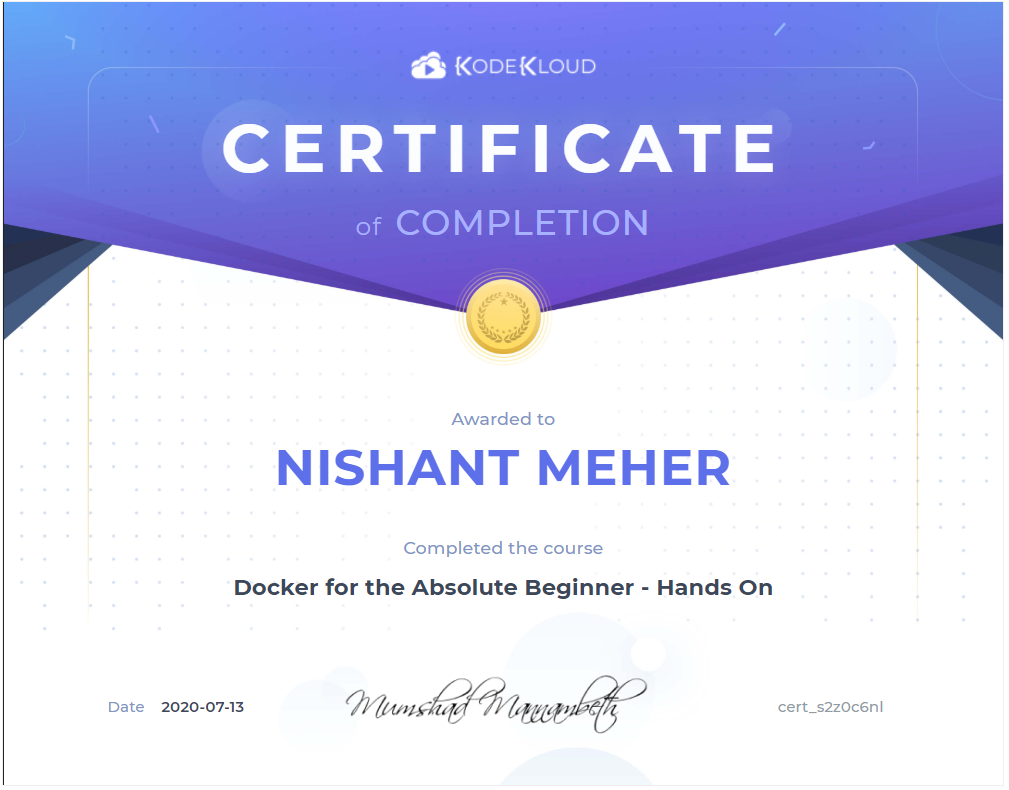 KODEKLOUD
CERTIFICATE
of COMPLETION
Awarded to
NISHANT MEHER
Completed the course
Docker for the Absolute Beginner - Hands On
Date 2020-07-13
Mumshad Mannambeth
cert_s2z0c6nl